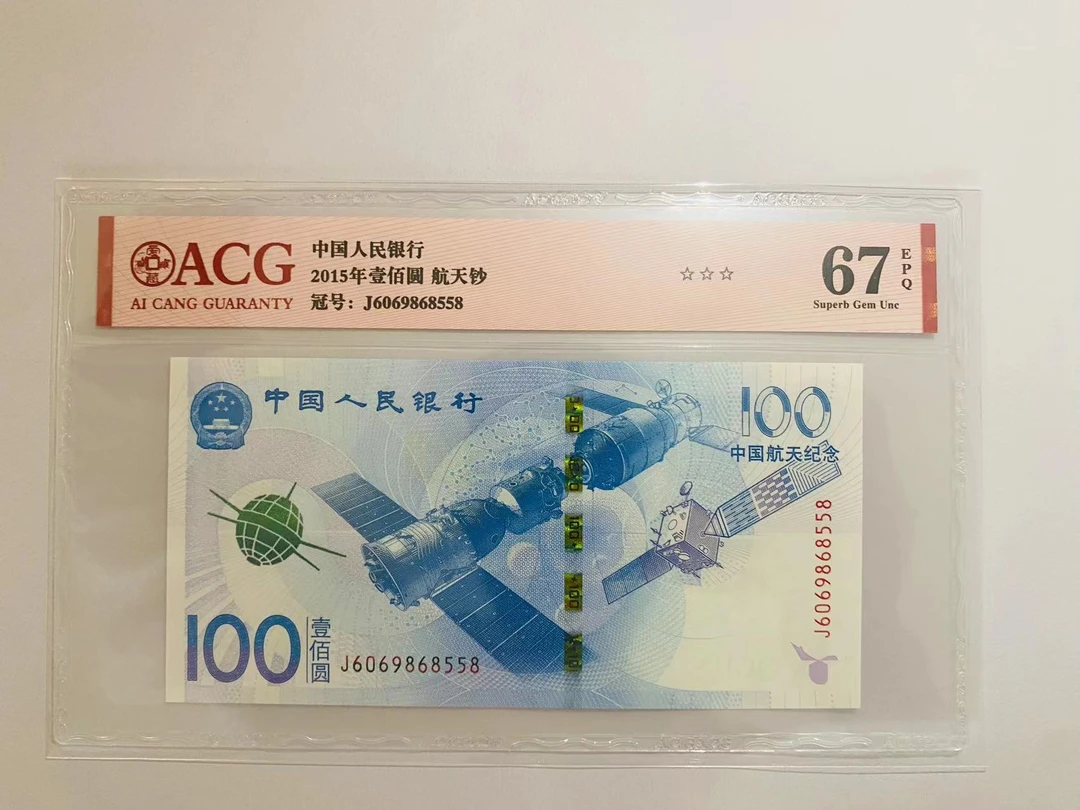 ACG
AI CANG GUARANTY
中国人民银行
2015年壹佰圆 航天钞
冠号：J6069868558
☆☆☆
67
EPQ
Superb Gem Unc
中国人民银行
100
中国航天纪念
J6069868558
100
壹佰圆
J6069868558